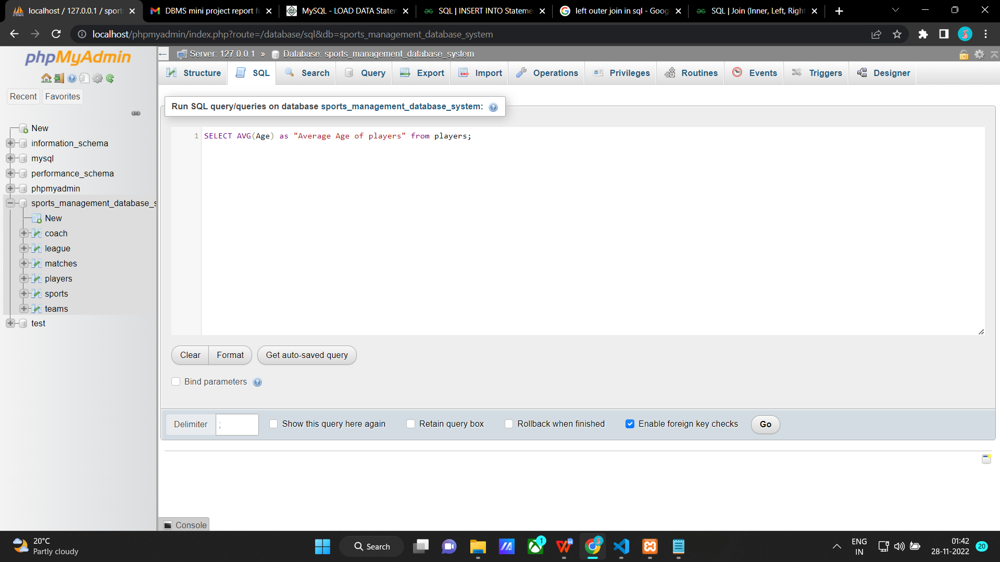 localhost / 127.0.0.1 / sport
DBMS mini project report fo
MySQL - LOAD DATA Statem
SQL | INSERT INTO Stateme
left outer join in sql - Goog
SQL | Join (Inner, Left, Right
localhost/phpmyadmin/index.php?route=/database/sql&db=sports_management_database_system
phpMyAdmin
Server: 127.0.0.1 » Database: sports_management_database_system
Structure
SQL
Search
Query
Export
Import
Operations
Privileges
Routines
Events
Triggers
Designer
Recent
Favorites
New
information_schema
mysql
performance_schema
phpmyadmin
sports_management_database_s
New
coach
league
matches
players
sports
teams
test
Run SQL query/queries on database sports_management_database_system:
1 SELECT AVG(Age) as "Average Age of players" from players;
Clear
Format
Get auto-saved query
Bind parameters
Delimiter ;
Show this query here again
Retain query box
Rollback when finished
Enable foreign key checks
Go
Console
20°C
Partly cloudy
Search
1
ENG
IN
01:42
28-11-2022
20